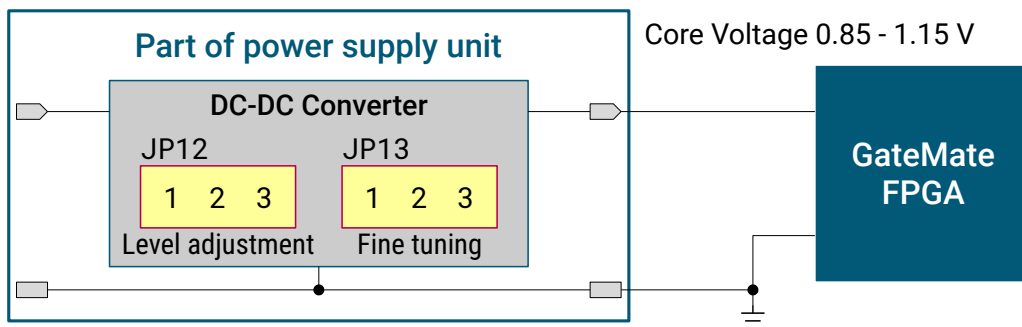 Part of power supply unit
Core Voltage 0.85 - 1.15 V
DC-DC Converter
JP12
JP13
1 2 3
1 2 3
Level adjustment
Fine tuning
GateMate
FPGA